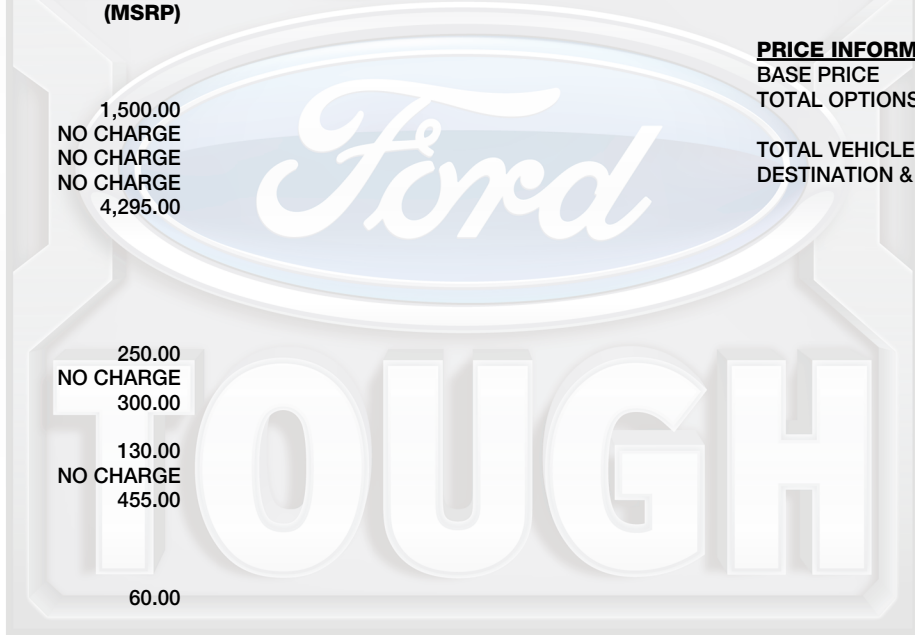 (MSRP)
1,500.00
NO CHARGE
NO CHARGE
NO CHARGE
4,295.00
250.00
NO CHARGE
300.00
130.00
NO CHARGE
455.00
60.00
PRICE INFORM
BASE PRICE
TOTAL OPTIONS
TOTAL VEHICLE
DESTINATION &
Ford
TOUGH